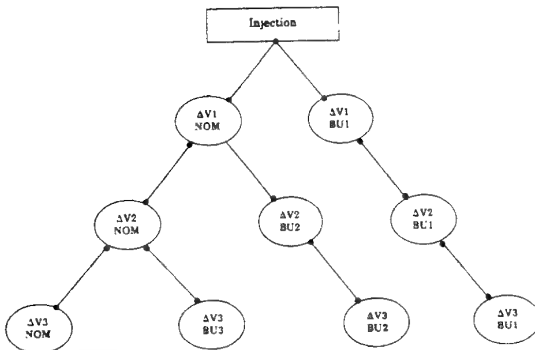 Injection
ΔV1
NOM
ΔV1
BU1
ΔV2
NOM
ΔV2
BU2
ΔV2
BU1
ΔV3
NOM
ΔV3
BU3
ΔV3
BU2
ΔV3
BU1